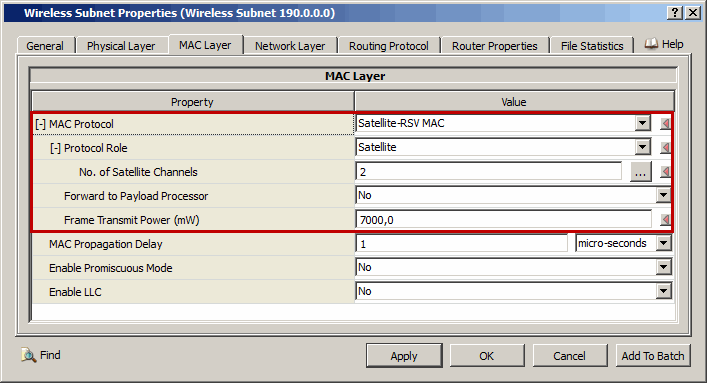 Wireless Subnet Properties (Wireless Subnet 190.0.0.0)
General Physical Layer MAC Layer Network Layer Routing Protocol Router Properties File Statistics Help
MAC Layer
Property Value
[-] MAC Protocol Satellite-RSV MAC
[-] Protocol Role Satellite
No. of Satellite Channels 2 ...
Forward to Payload Processor No
Frame Transmit Power (mW) 7000,0
MAC Propagation Delay 1 micro-seconds
Enable Promiscuous Mode No
Enable LLC No
Find Apply OK Cancel Add To Batch